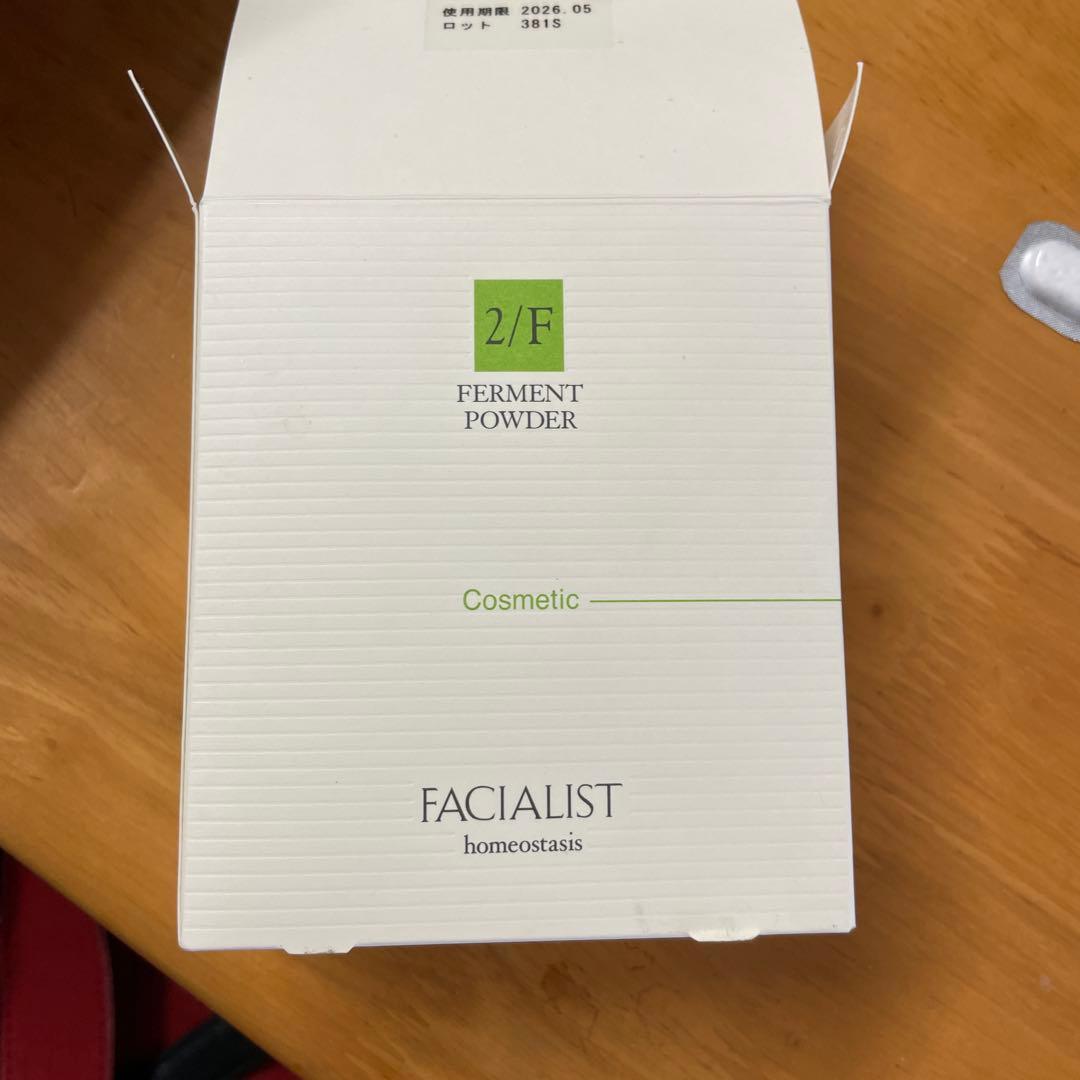 使用期限 2026.05
ロット 381S
2/F
FERMENT
POWDER
Cosmetic
FACIALIST
homeostasis